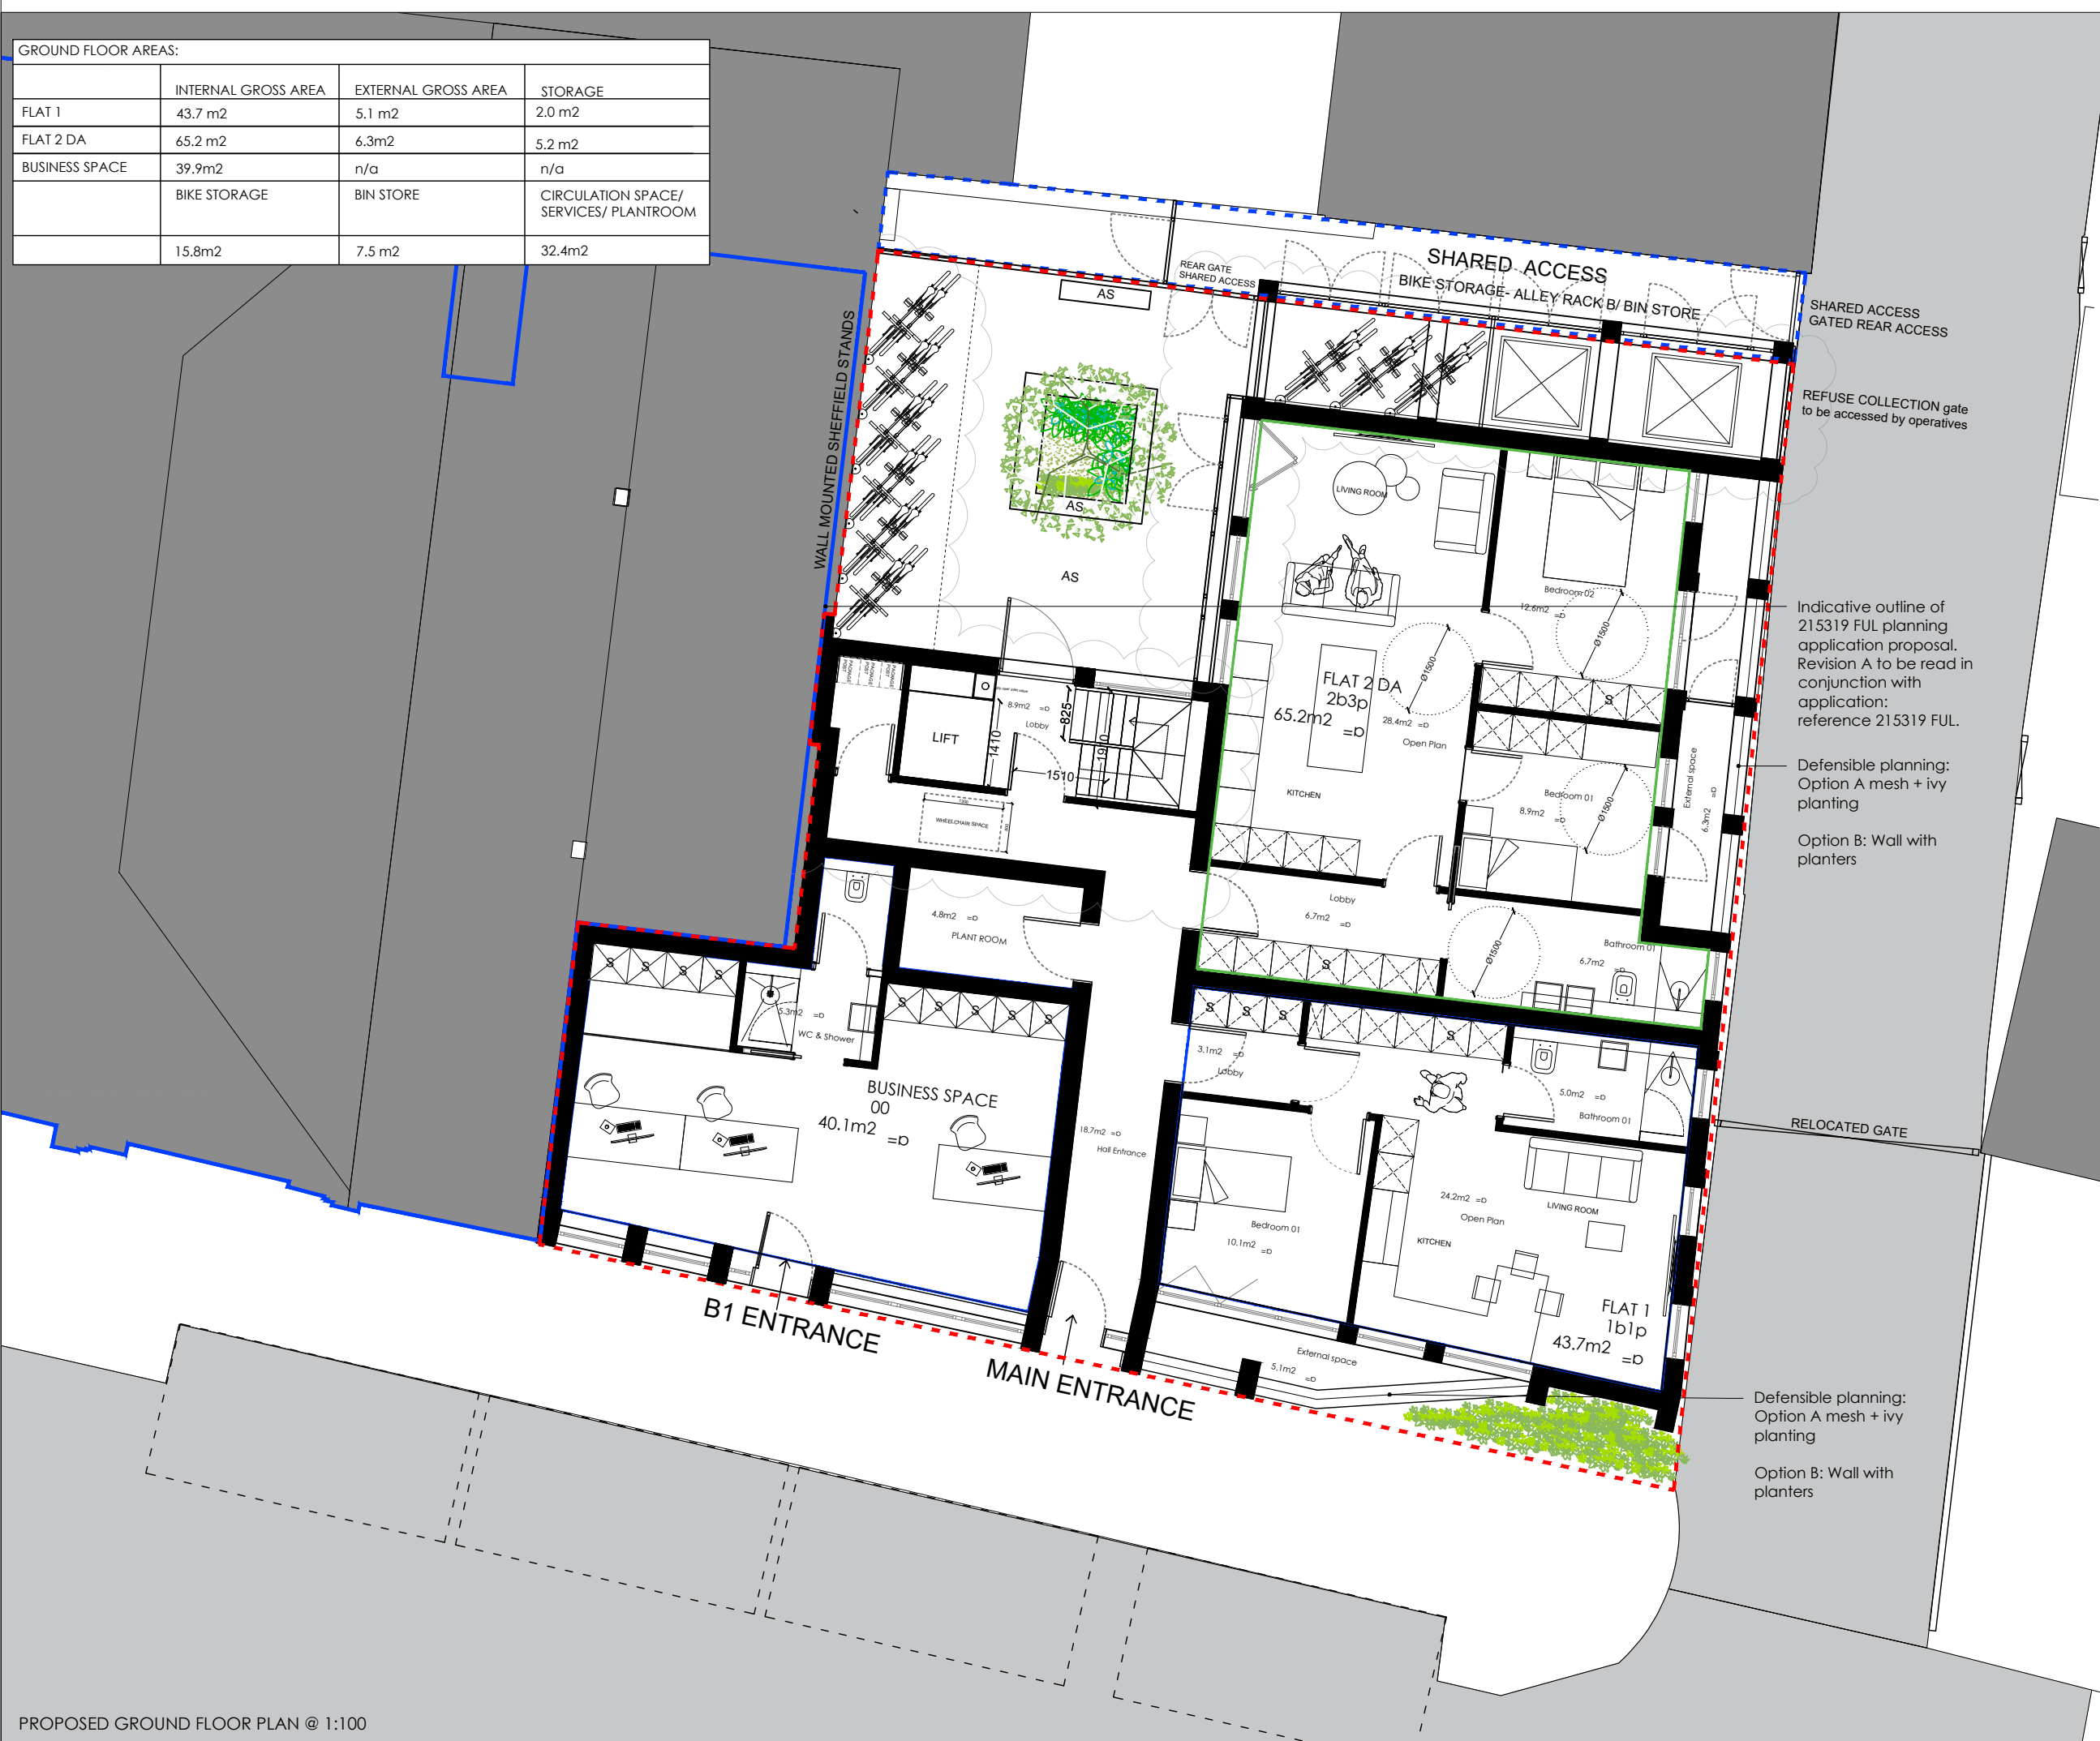 GROUND FLOOR AREAS:
INTERNAL GROSS AREA EXTERNAL GROSS AREA STORAGE
FLAT 1 43.7 m2 5.1 m2 2.0 m2
FLAT 2 DA 65.2 m2 6.3m2 5.2 m2
BUSINESS SPACE 39.9m2 n/a n/a
BIKE STORAGE BIN STORE CIRCULATION SPACE/
SERVICES/ PLANTROOM
15.8m2 7.5 m2 32.4m2
SHARED ACCESS
BIKE STORAGE- ALLEY RACK B/ BIN STORE
REAR GATE
SHARED ACCESS
SHARED ACCESS
GATED REAR ACCESS
REFUSE COLLECTION gate
to be accessed by operatives
WALL MOUNTED SHEFFIELD STANDS
AS
AS
AS
LIVING ROOM
Bedroom 02
12.6m2
Ø1500
Ø1500
FLAT 2 DA
2b3p
65.2m2
28.4m2
Open Plan
KITCHEN
S
Bedroom 01
8.9m2
Ø1500
External space
6.3m2
Indicative outline of
215319 FUL planning
application proposal.
Revision A to be read in
conjunction with
application:
reference 215319 FUL.
Defensible planning:
Option A mesh + ivy
planting
Option B: Wall with
planters
8.9m2
Lobby
825
LIFT
1410
1910
1510
WHEELCHAIR SPACE
4.8m2
PLANT ROOM
Lobby
6.7m2
S
Ø1500
Bathroom 01
6.7m2
S S S S
5.3m2
WC & Shower
S S S S S
BUSINESS SPACE
00
40.1m2
18.7m2
Hall Entrance
S S S
3.1m2
Lobby
S
5.0m2
Bathroom 01
RELOCATED GATE
24.2m2
Open Plan
LIVING ROOM
KITCHEN
Bedroom 01
10.1m2
FLAT 1
1b1p
43.7m2
External space
5.1m2
B1 ENTRANCE
MAIN ENTRANCE
Defensible planning:
Option A mesh + ivy
planting
Option B: Wall with
planters
PROPOSED GROUND FLOOR PLAN @ 1:100